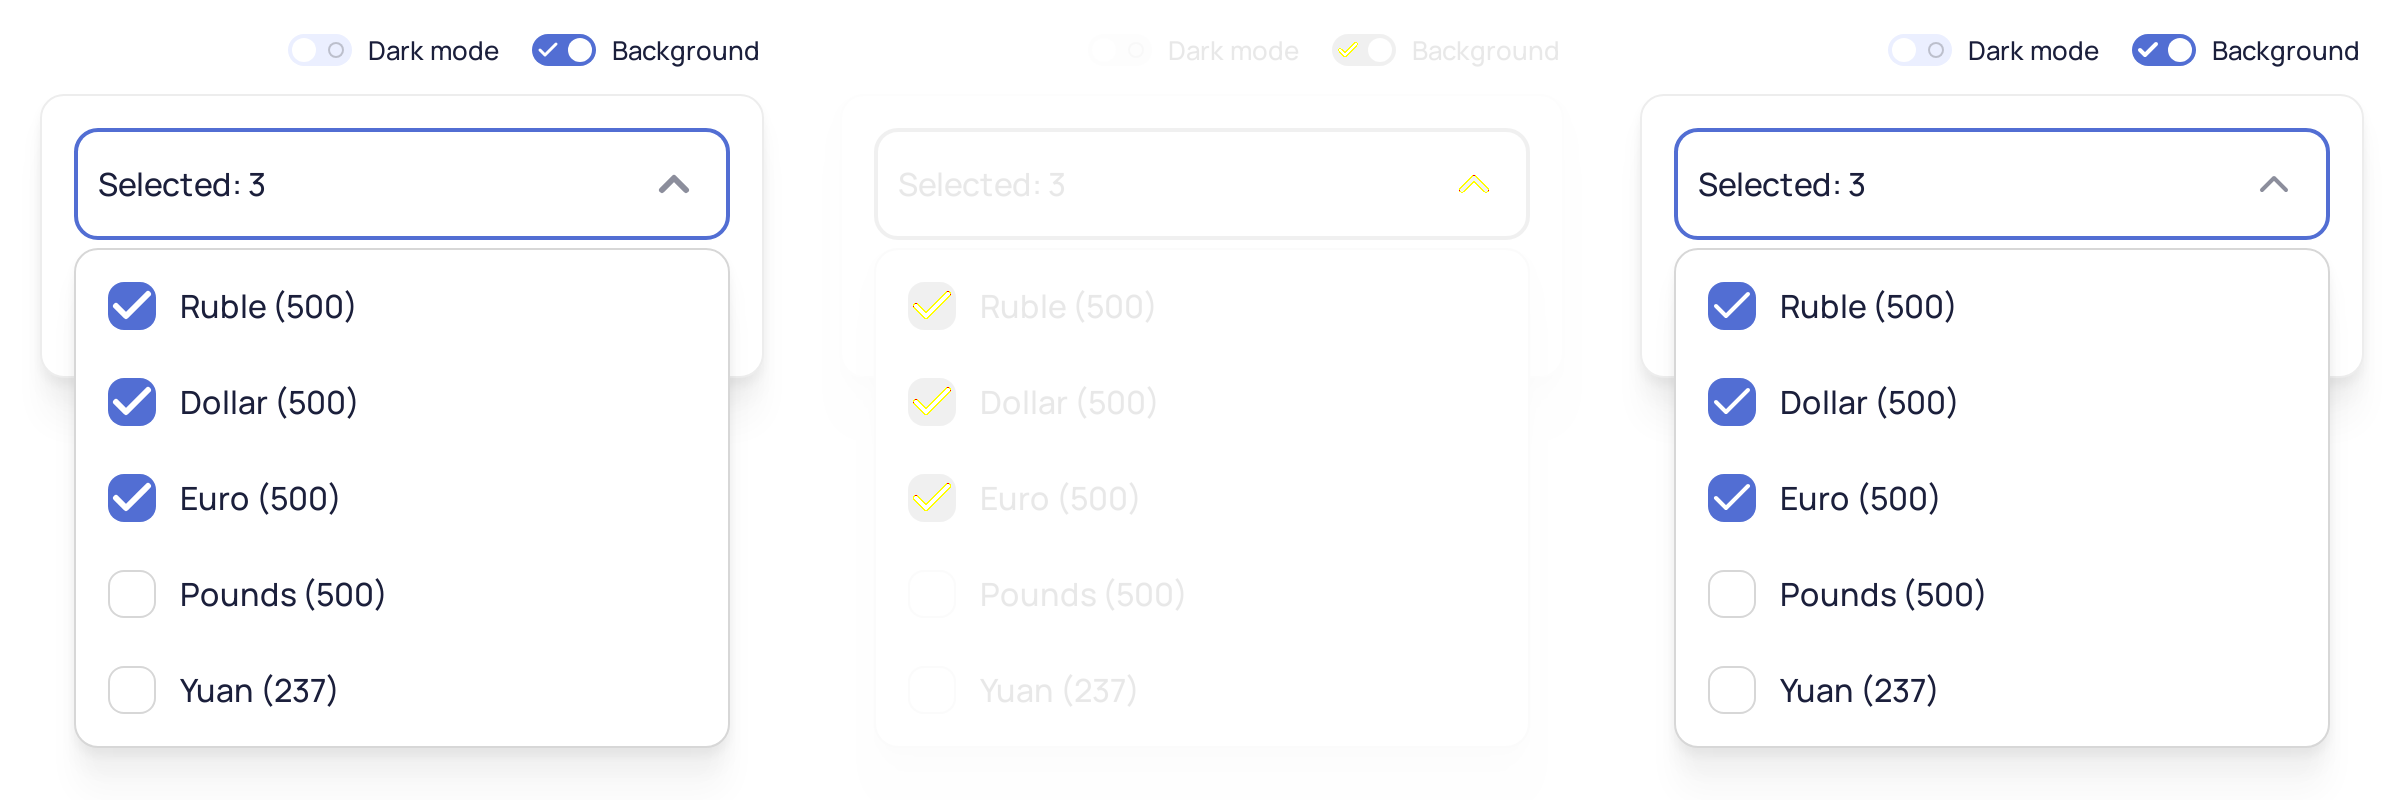 Dark mode Background
Selected: 3
Ruble (500)
Dollar (500)
Euro (500)
Pounds (500)
Yuan (237)
Dark mode Background
Selected: 3
Ruble (500)
Dollar (500)
Euro (500)
Pounds (500)
Yuan (237)
Dark mode Background
Selected: 3
Ruble (500)
Dollar (500)
Euro (500)
Pounds (500)
Yuan (237)